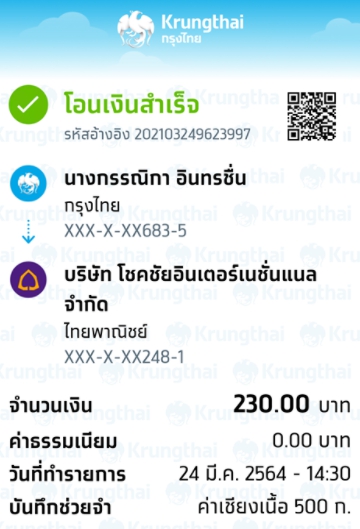 Krungthai
กรุงไทย
โอนเงินสำเร็จ
รหัสอ้างอิง 202103249623997
นางกรรณิกา อินทรชื่น
กรุงไทย
XXX-X-XX683-5
บริษัท โชคชัยอินเตอร์เนชั่นแนล
จำกัด
ไทยพาณิชย์
XXX-X-XX248-1
จำนวนเงิน 230.00 บาท
ค่าธรรมเนียม 0.00 บาท
วันที่ทำรายการ 24 มี.ค. 2564 - 14:30
บันทึกช่วยจำ ค่าเชียงเนื้อ 500 ก.